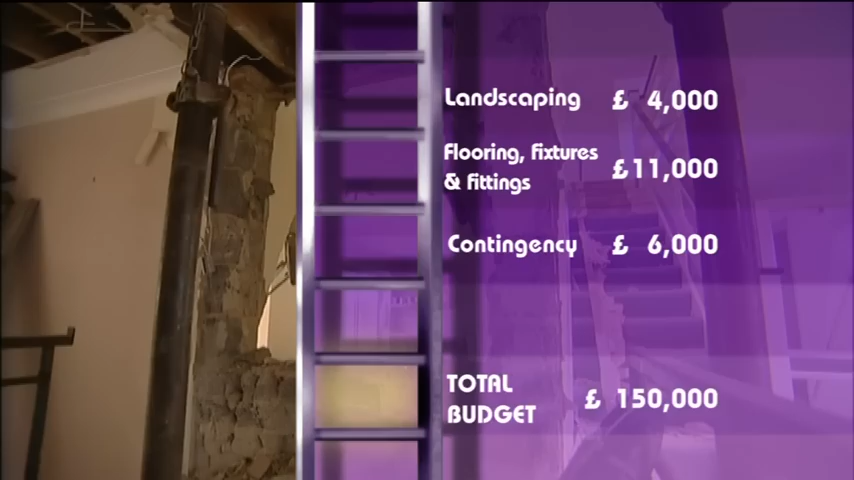 Landscaping £ 4,000
Flooring, fixtures
& fittings £11,000
Contingency £ 6,000
TOTAL
BUDGET £ 150,000